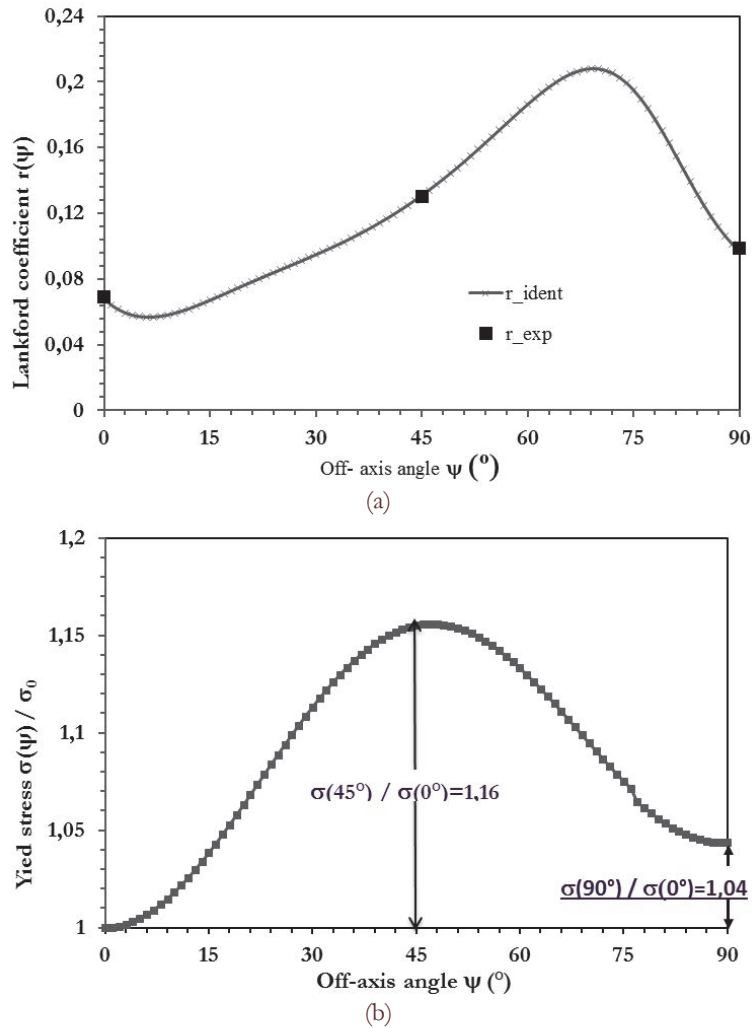 0,24
0,2
0,16
0,12
0,08
0,04
0
Lankford coefficient r(ψ)
r_ident
r_exp
0 15 30 45 60 75 90
Off- axis angle ψ (º)
(a)
1,2
1,15
1,1
1,05
1
Yied stress σ(ψ) / σ0
σ(45°) / σ(0°)=1,16
σ(90°) / σ(0°)=1,04
0 15 30 45 60 75 90
Off-axis angle ψ (°)
(b)